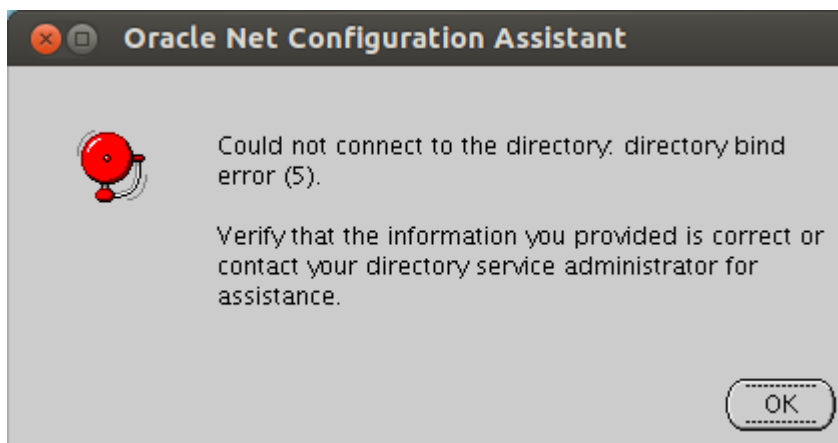 Oracle Net Configuration Assistant
Could not connect to the directory: directory bind
error (5).
Verify that the information you provided is correct or
contact your directory service administrator for
assistance.
OK